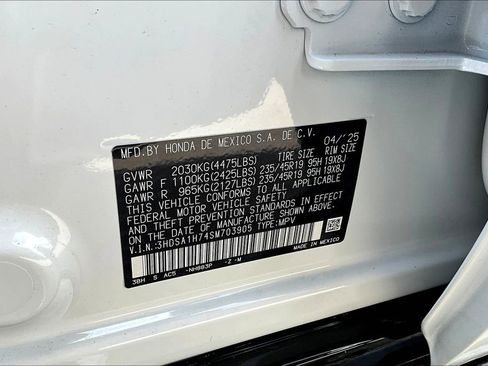 MFD.BY HONDA DE MEXICO S.A. DE C.V. 04/'25
TIRE SIZE RIM SIZE
GVWR 2030KG(4475LBS)
GAWR F 1100KG(2425LBS) 235/45R19 95H 19X8J
GAWR R 965KG(2127LBS) 235/45R19 95H 19X8J
THIS VEHICLE CONFORMS TO ALL APPLICABLE
FEDERAL MOTOR VEHICLE SAFETY AND THEFT
PREVENTION STANDARDS IN EFFECT ON THE DATE
OF MANUFACTURE SHOWN ABOVE.
V.I.N.:3HDSA1H74SM703905 TYPE:MPV
3BH S AC5 -NH883P -Z -M
MADE IN MEXICO